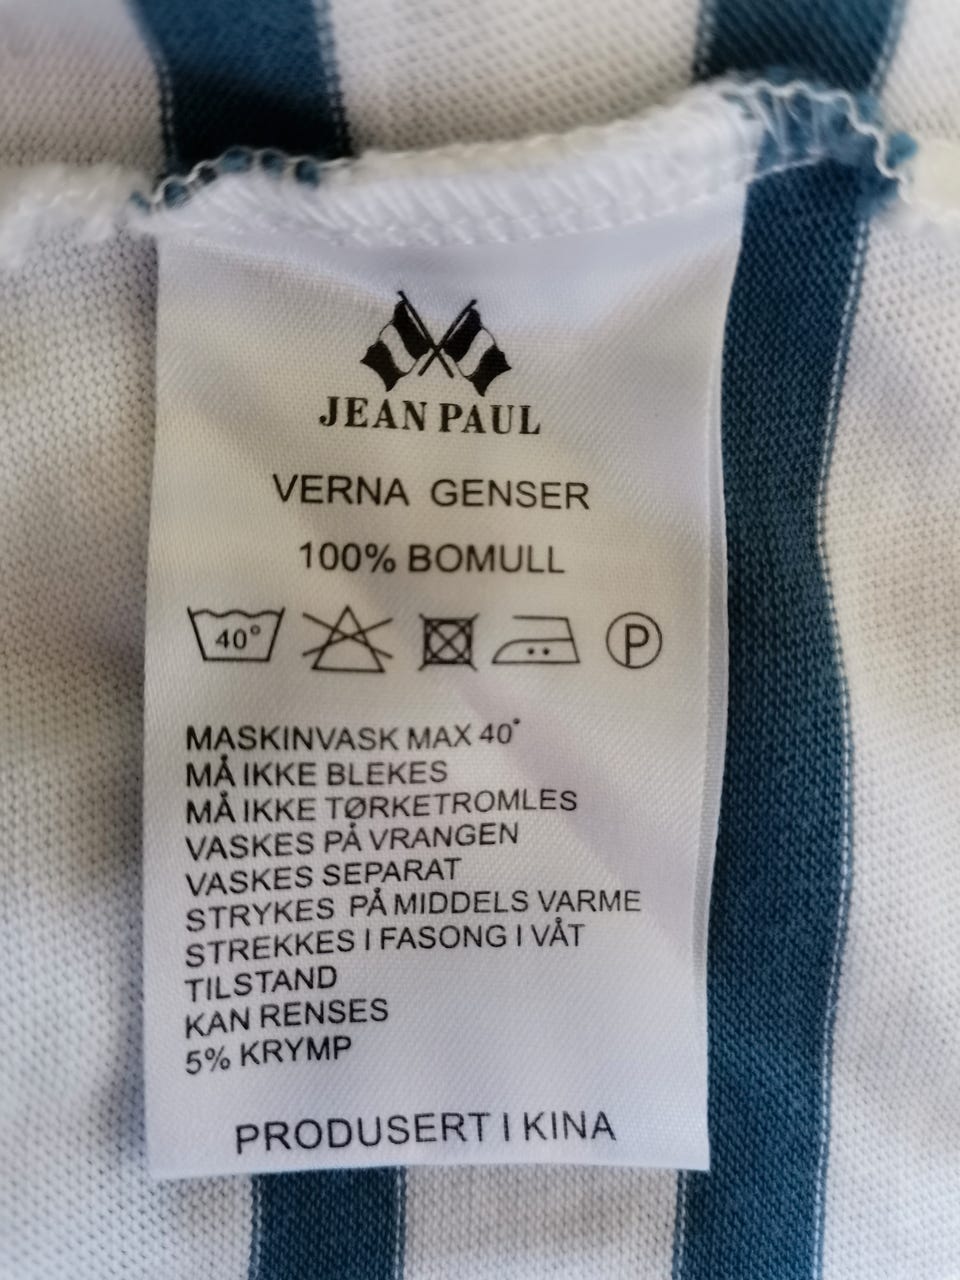 JEAN PAUL
VERNA GENSER
100% BOMULL
40° P
MASKINVASK MAX 40°
MÅ IKKE BLEKES
MÅ IKKE TØRKETROMLES
VASKES PÅ VRANGEN
VASKES SEPARAT
STRYKES PÅ MIDDELS VARME
STREKKES I FASONG I VÅT
TILSTAND
KAN RENSES
5% KRYMP
PRODUSERT I KINA